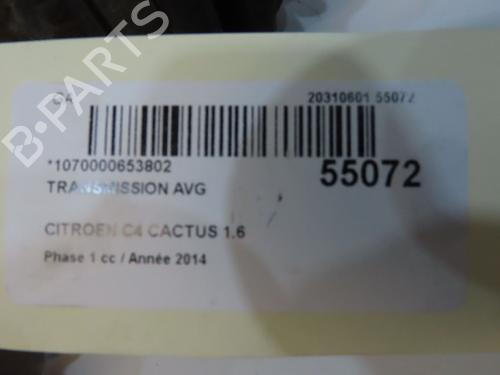 B-PARTS
20310601 55072
*1070000653802
55072
TRANSMISSION AVG
CITROEN C4 CACTUS 1.6
Phase 1 cc / Année 2014